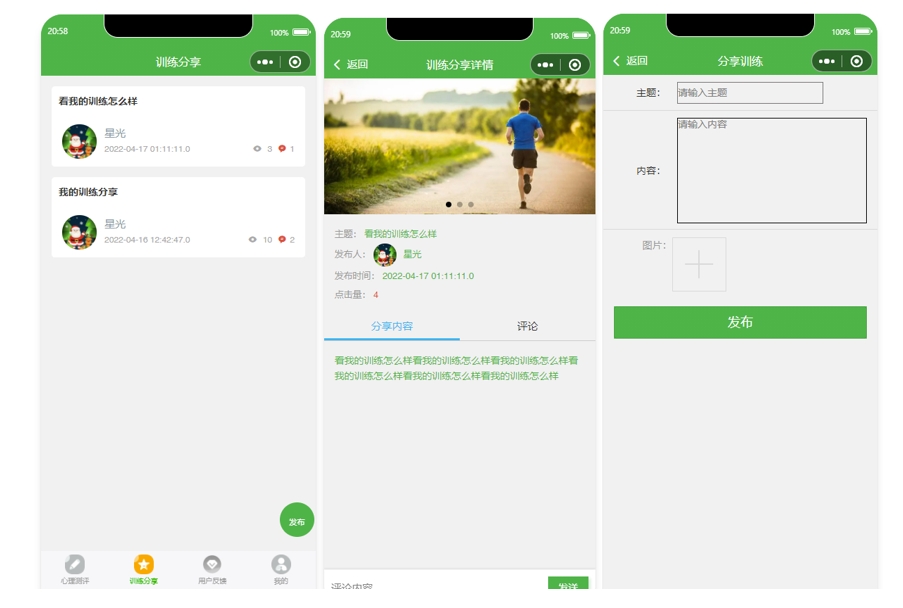 20:58
100%
训练分享
看我的训练怎么样
星光
2022-04-17 01:11:11.0
3
1
我的训练分享
星光
2022-04-16 12:42:47.0
10
2
发布
心理测评
训练分享
用户反馈
我的
20:59
100%
返回
训练分享详情
主题: 看我的训练怎么样
发布人: 星光
发布时间: 2022-04-17 01:11:11.0
点击量: 4
分享内容
评论
看我的训练怎么样看我的训练怎么样看我的训练怎么样看
我的训练怎么样看我的训练怎么样看我的训练怎么样
评论内容
发送
20:59
100%
返回
分享训练
主题:
请输入主题
请输入内容
内容:
图片:
发布